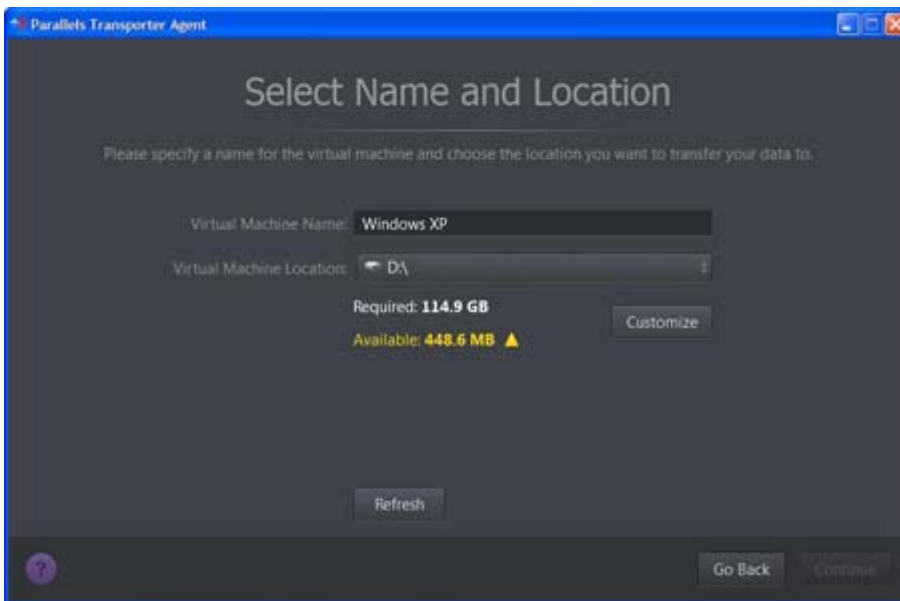 Parallels Transporter Agent
Select Name and Location
Please specify a name for the virtual machine and choose the location you want to transfer your data to.
Virtual Machine Name: Windows XP
Virtual Machine Location: D:\
Required: 114.9 GB
Customize
Available: 448.6 MB
Refresh
?
Go Back
Continue